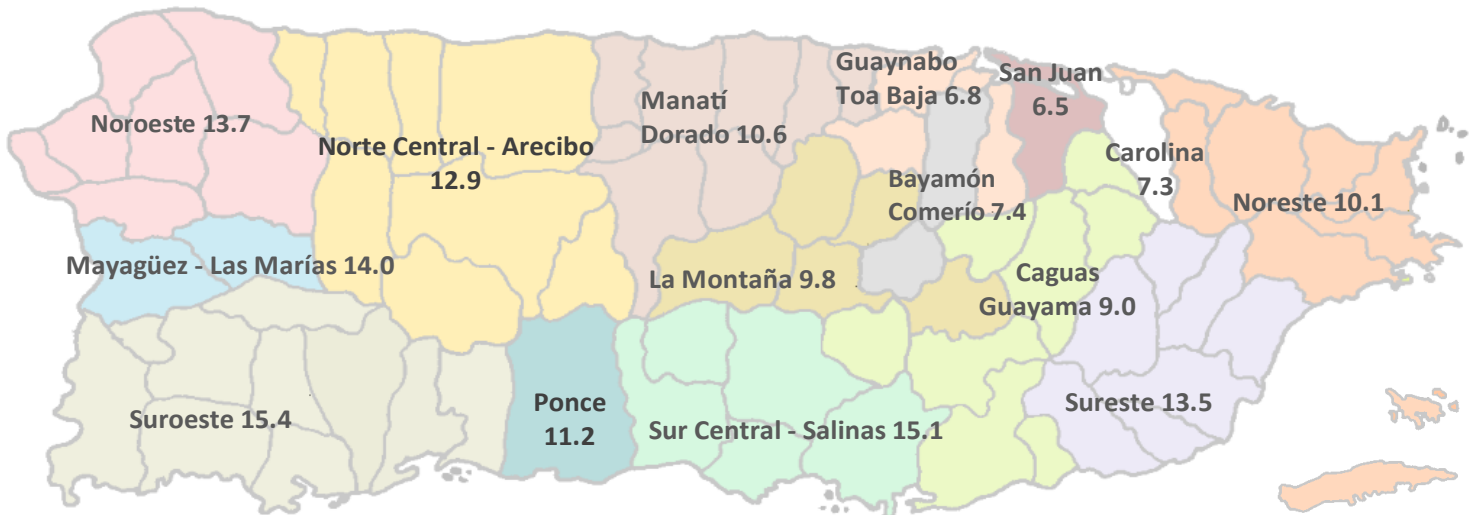 Noroeste 13.7
Norte Central - Arecibo
12.9
Manatí
Dorado 10.6
Guaynabo
Toa Baja 6.8
San Juan
6.5
Carolina
7.3
Noreste 10.1
Bayamón
Comerío 7.4
Mayagüez - Las Marías 14.0
La Montaña 9.8
Caguas
Guayama 9.0
Suroeste 15.4
Ponce
11.2
Sur Central - Salinas 15.1
Sureste 13.5